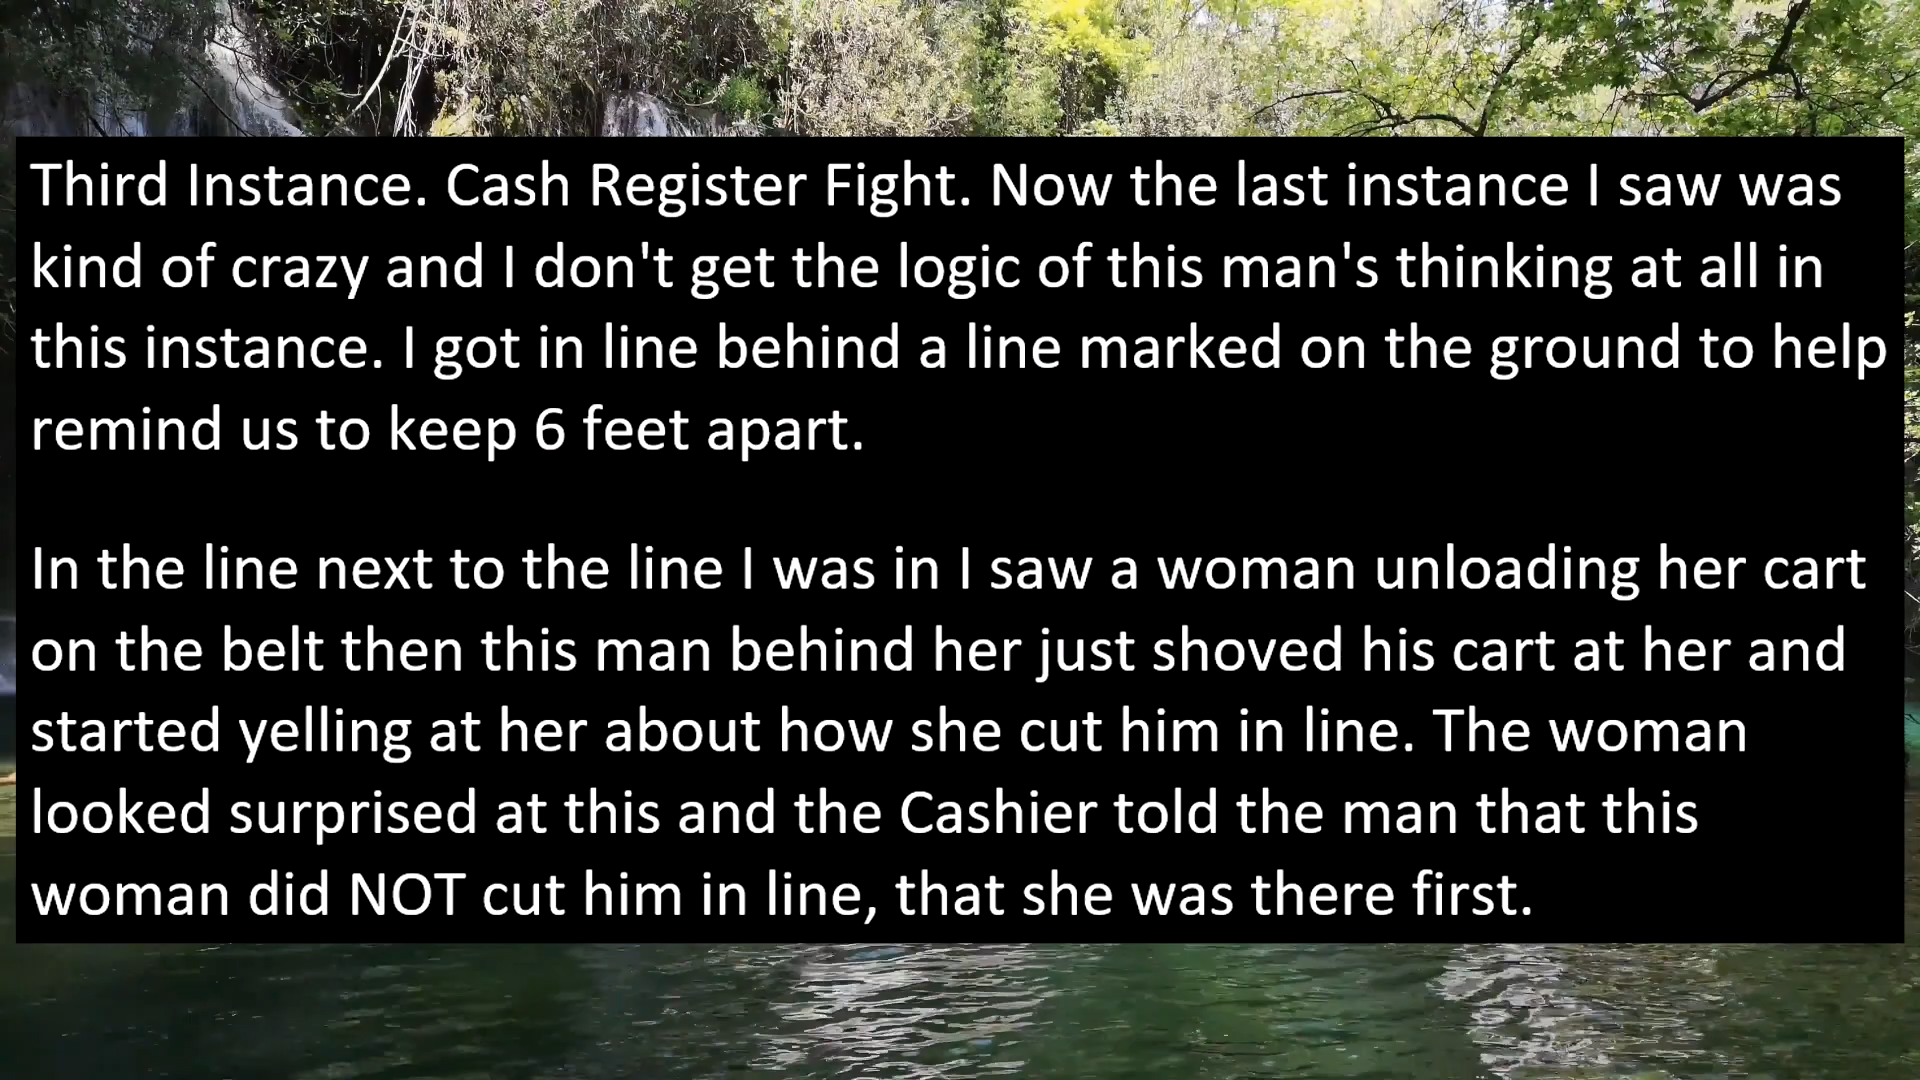 Third Instance. Cash Register Fight. Now the last instance I saw was
kind of crazy and I don't get the logic of this man's thinking at all in
this instance. I got in line behind a line marked on the ground to help
remind us to keep 6 feet apart.
In the line next to the line I was in I saw a woman unloading her cart
on the belt then this man behind her just shoved his cart at her and
started yelling at her about how she cut him in line. The woman
looked surprised at this and the Cashier told the man that this
woman did NOT cut him in line, that she was there first.